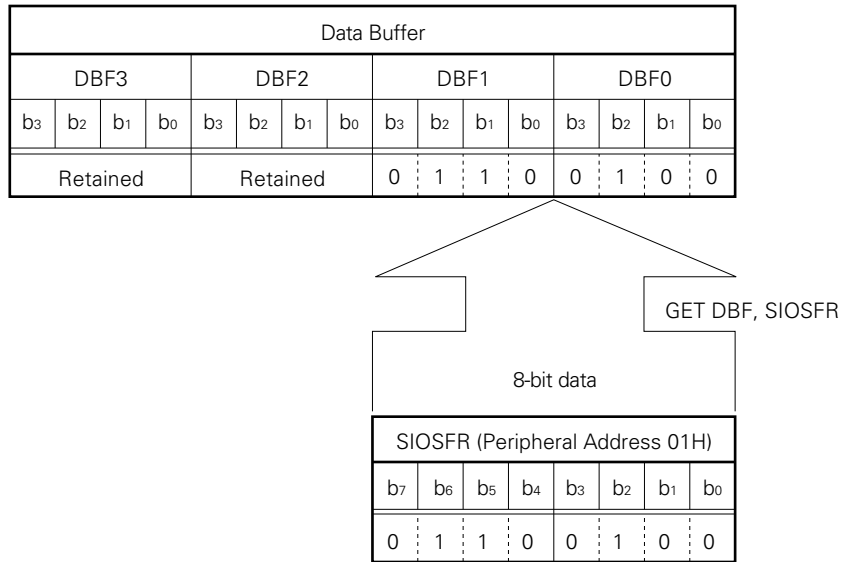 Data Buffer
DBF3 DBF2 DBF1 DBF0
b3 b2 b1 b0 b3 b2 b1 b0 b3 b2 b1 b0 b3 b2 b1 b0
Retained Retained 0 1 1 0 0 1 0 0
GET DBF, SIOSFR
8-bit data
SIOSFR (Peripheral Address 01H)
b7 b6 b5 b4 b3 b2 b1 b0
0 1 1 0 0 1 0 0